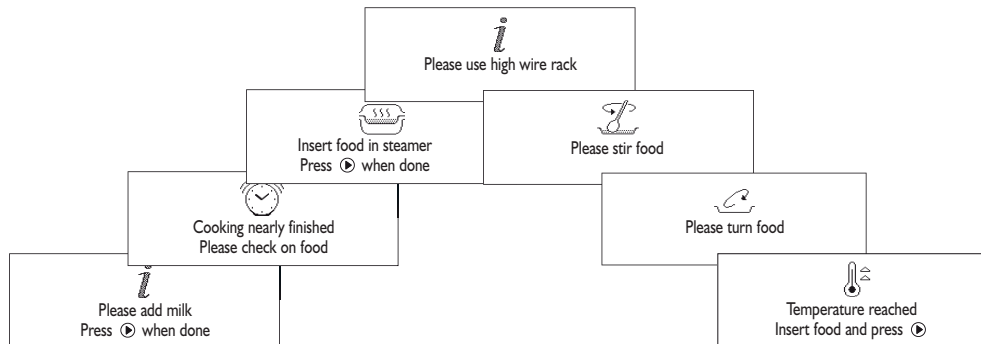 i
Please use high wire rack
Insert food in steamer
Press ▶ when done
Please stir food
Cooking nearly finished
Please check on food
Please turn food
i
Please add milk
Press ▶ when done
Temperature reached
Insert food and press ▶